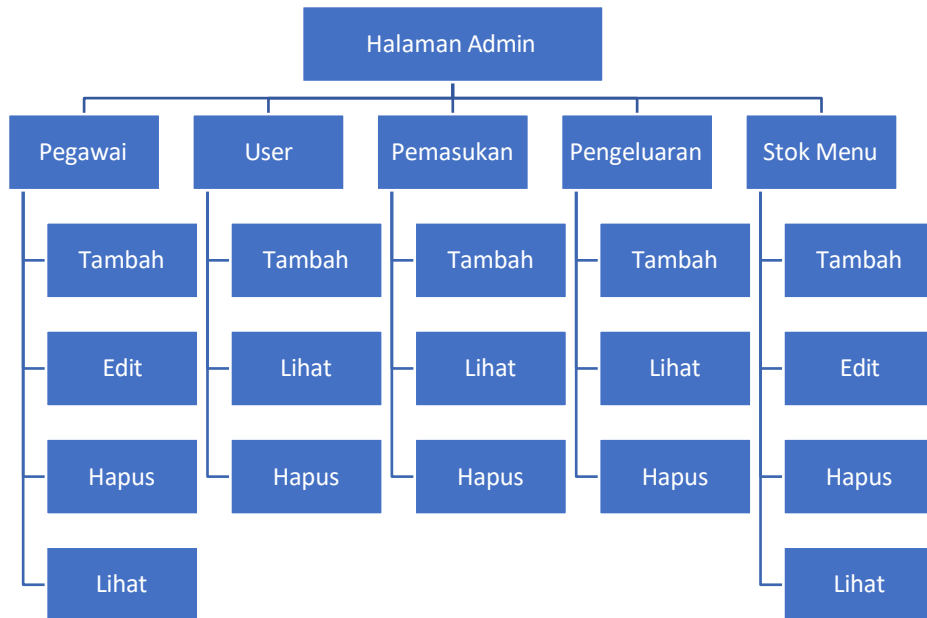 Halaman Admin
Pegawai
User
Pemasukan
Pengeluaran
Stok Menu
Tambah
Tambah
Tambah
Tambah
Tambah
Edit
Lihat
Lihat
Lihat
Edit
Hapus
Hapus
Hapus
Hapus
Hapus
Lihat
Lihat